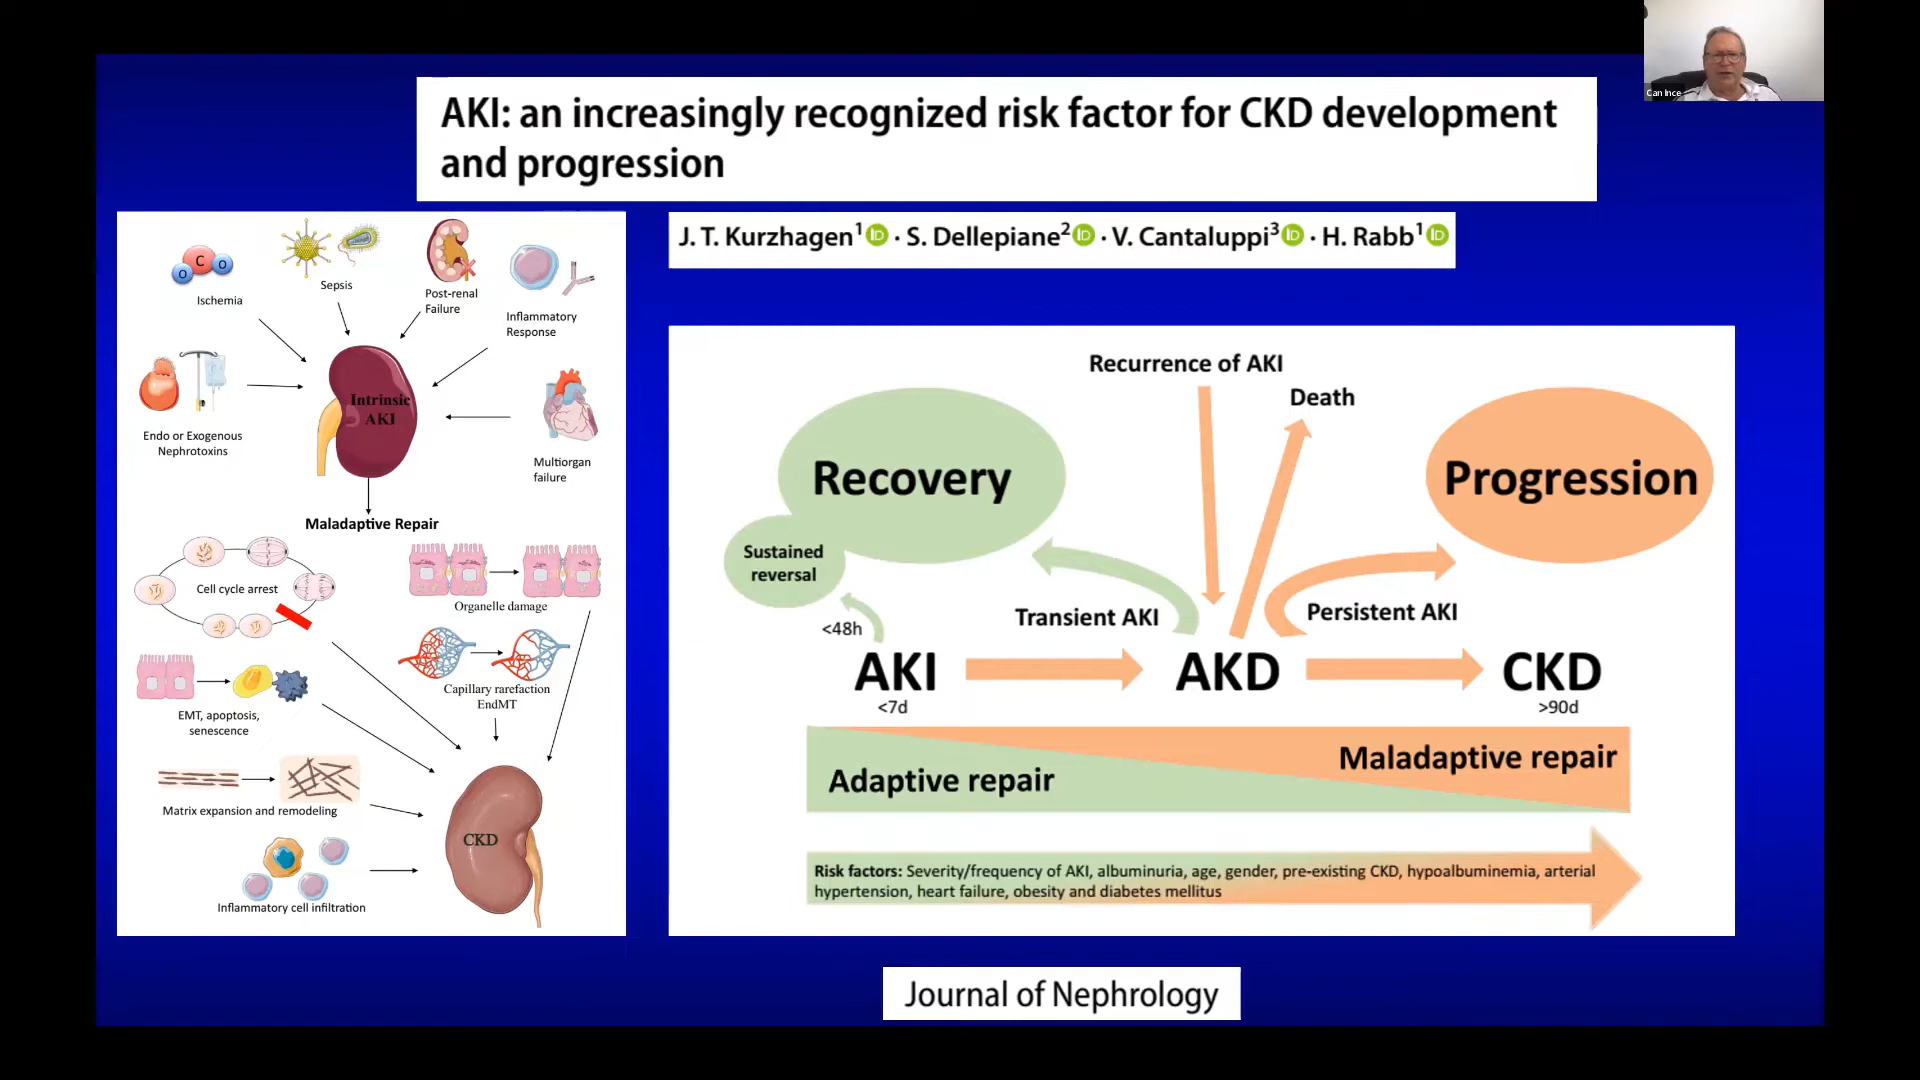 Can Ince
AKI: an increasingly recognized risk factor for CKD development
and progression
J. T. Kurzhagen1 iD · S. Dellepiane2 iD · V. Cantaluppi3 iD · H. Rabb1 iD
O C O
Ischemia
Sepsis
Post-renal
Failure
Inflammatory
Response
Endo or Exogenous
Nephrotoxins
Intrinsic
AKI
Multiorgan
failure
Maladaptive Repair
Cell cycle arrest
Organelle damage
Capillary rarefaction
EndMT
EMT, apoptosis,
senescence
Matrix expansion and remodeling
CKD
Inflammatory cell infiltration
Recurrence of AKI
Death
Recovery
Progression
Sustained
reversal
<48h
Transient AKI
Persistent AKI
AKI
<7d
AKD
CKD
>90d
Adaptive repair
Maladaptive repair
Risk factors: Severity/frequency of AKI, albuminuria, age, gender, pre-existing CKD, hypoalbuminemia, arterial
hypertension, heart failure, obesity and diabetes mellitus
Journal of Nephrology